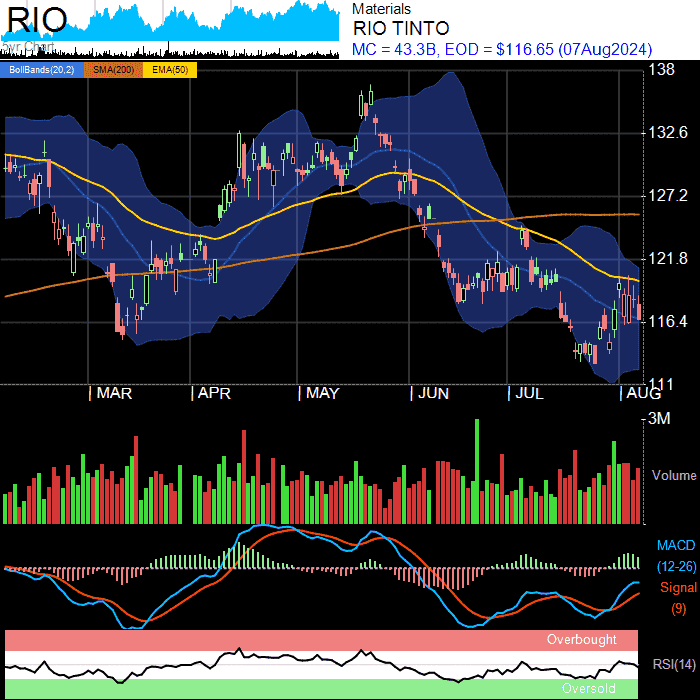 RIO
5yr Chart
Materials
RIO TINTO
MC = 43.3B, EOD = $116.65 (07Aug2024)
BollBands(20,2) SMA(200) EMA(50)
138
132.6
127.2
121.8
116.4
111
| MAR | APR | MAY | JUN | JUL | AUG
3M
Volume
MACD
(12-26)
Signal
(9)
Overbought
RSI(14)
Oversold